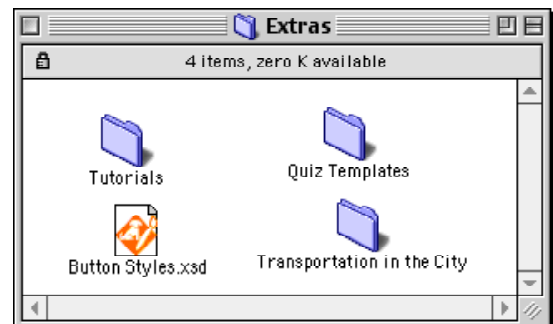 Extras
4 items, zero K available
Tutorials
Quiz Templates
Button Styles.xsd
Transportation in the City